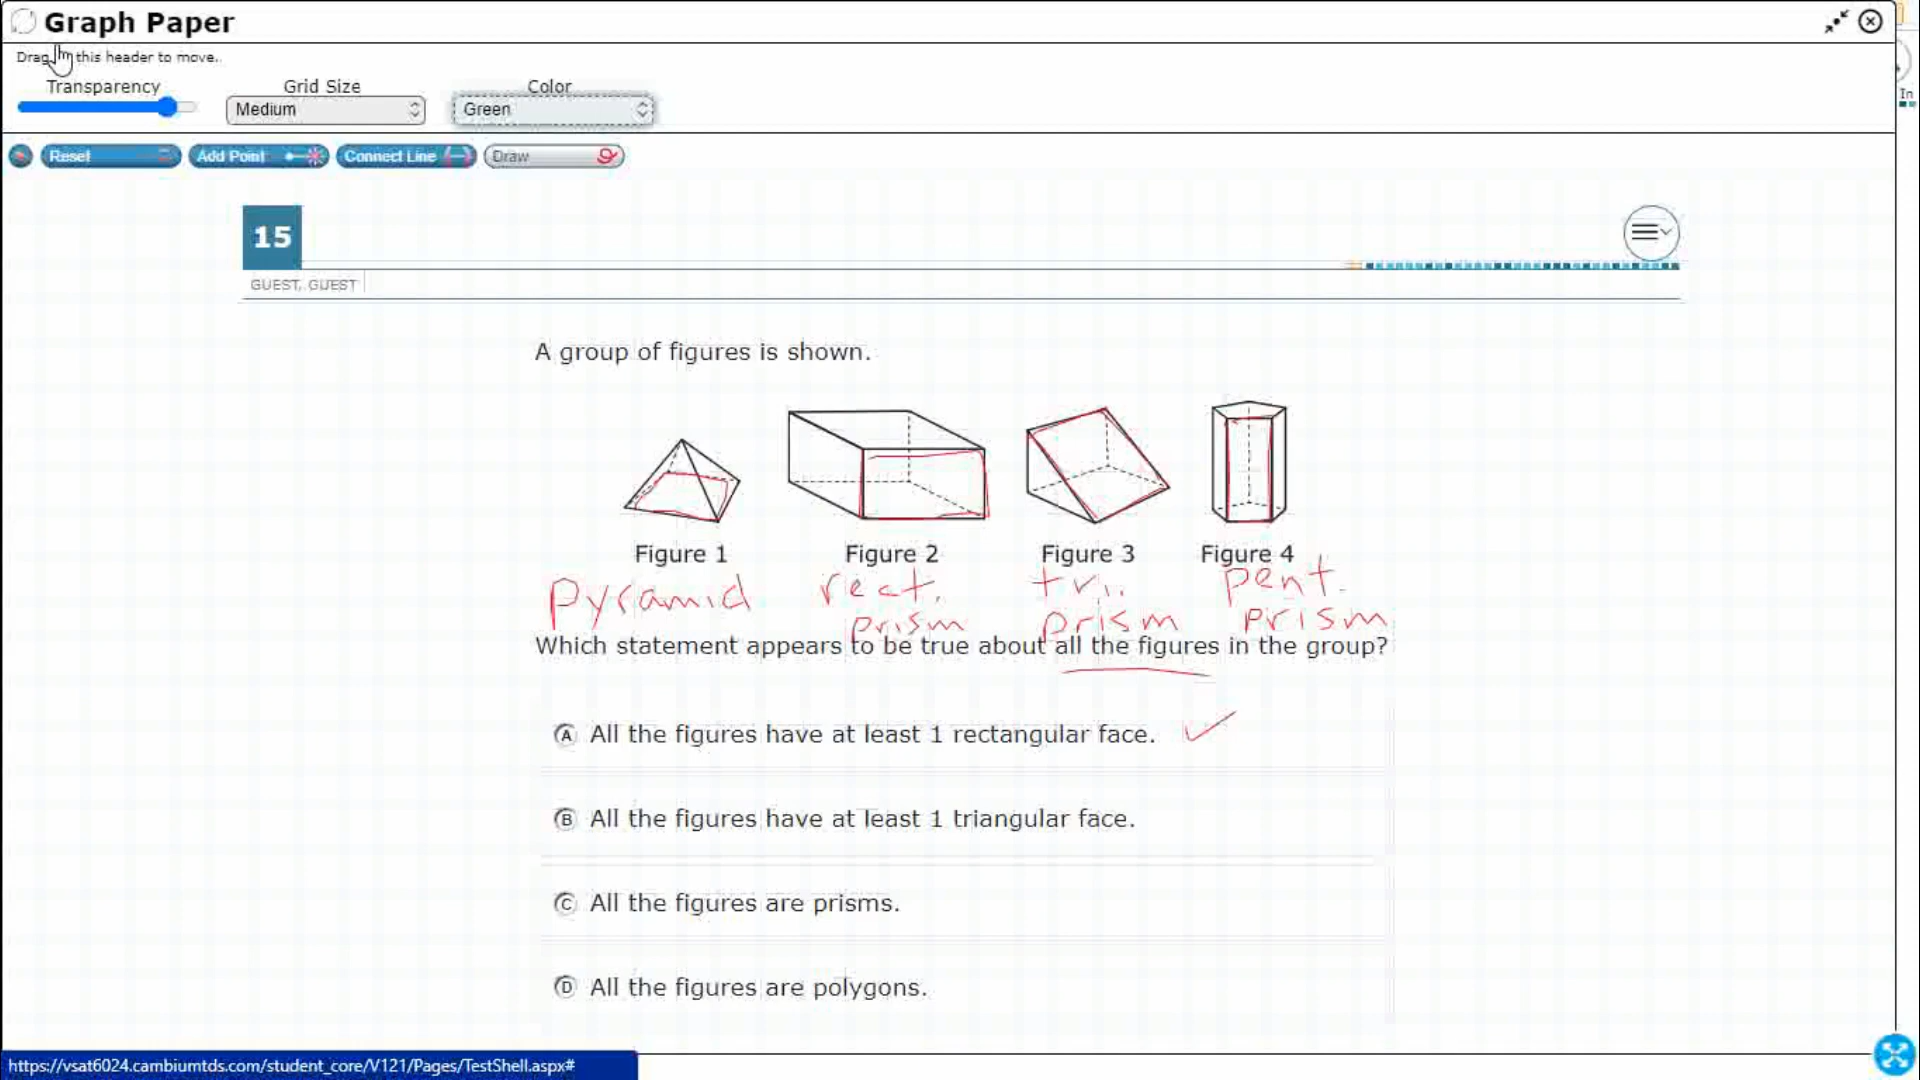 Graph Paper
Drag this header to move..
Transparency Grid Size Color
Medium Green
Reset Add Point Connect Line Draw
15
GUEST, GUEST
A group of figures is shown.
Figure 1 Figure 2 Figure 3 Figure 4
pyramid rect. prism tri. prism pent. prism
Which statement appears to be true about all the figures in the group?
A All the figures have at least 1 rectangular face.
B All the figures have at least 1 triangular face.
C All the figures are prisms.
D All the figures are polygons.
https://vsat6024.cambiumtds.com/student_core/V121/Pages/TestShell.aspx#
In